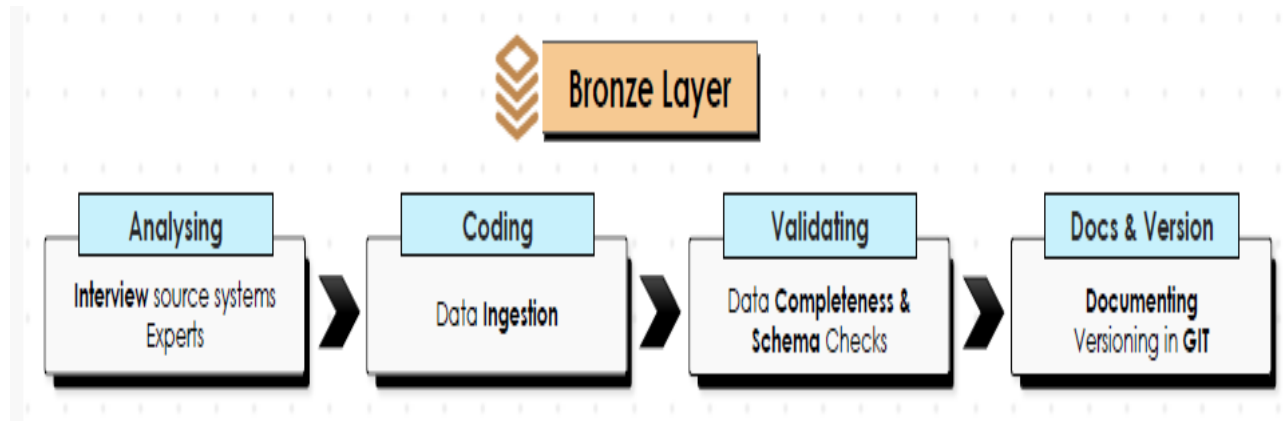 Bronze Layer
Analysing
Interview source systems
Experts
Coding
Data Ingestion
Validating
Data Completeness &
Schema Checks
Docs & Version
Documenting
Versioning in GIT